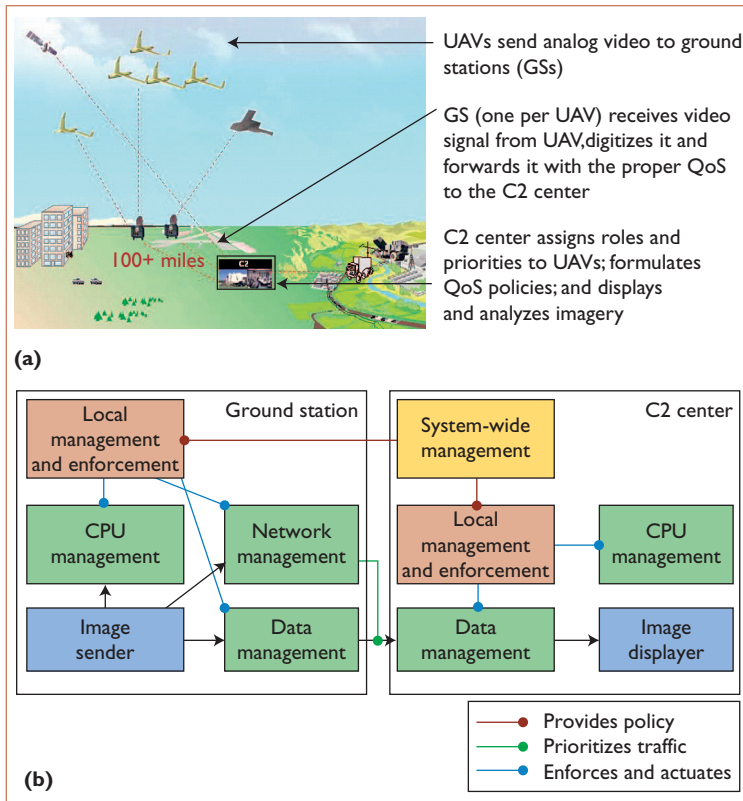 UAVs send analog video to ground
stations (GSs)
GS (one per UAV) receives video
signal from UAV,digitizes it and
forwards it with the proper QoS
to the C2 center
C2 center assigns roles and
priorities to UAVs; formulates
QoS policies; and displays
and analyzes imagery
100+ miles
C2
(a)
Ground station
Local
management
and enforcement
CPU
management
Network
management
Image
sender
Data
management
C2 center
System-wide
management
Local
management
and enforcement
CPU
management
Data
management
Image
displayer
Provides policy
Prioritizes traffic
Enforces and actuates
(b)